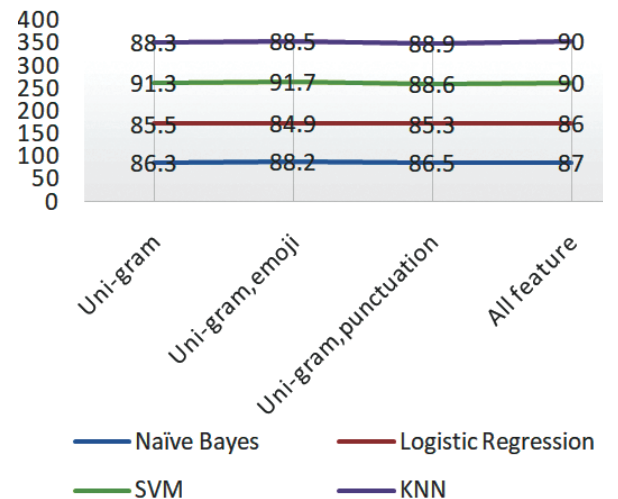 400
350
300
250
200
150
100
50
0
88.3 88.5 88.9 90
91.3 91.7 88.6 90
85.5 84.9 85.3 86
86.3 88.2 86.5 87
Uni-gram
Uni-gram,emoji
Uni-gram,punctuation
All feature
Naïve Bayes
Logistic Regression
SVM
KNN